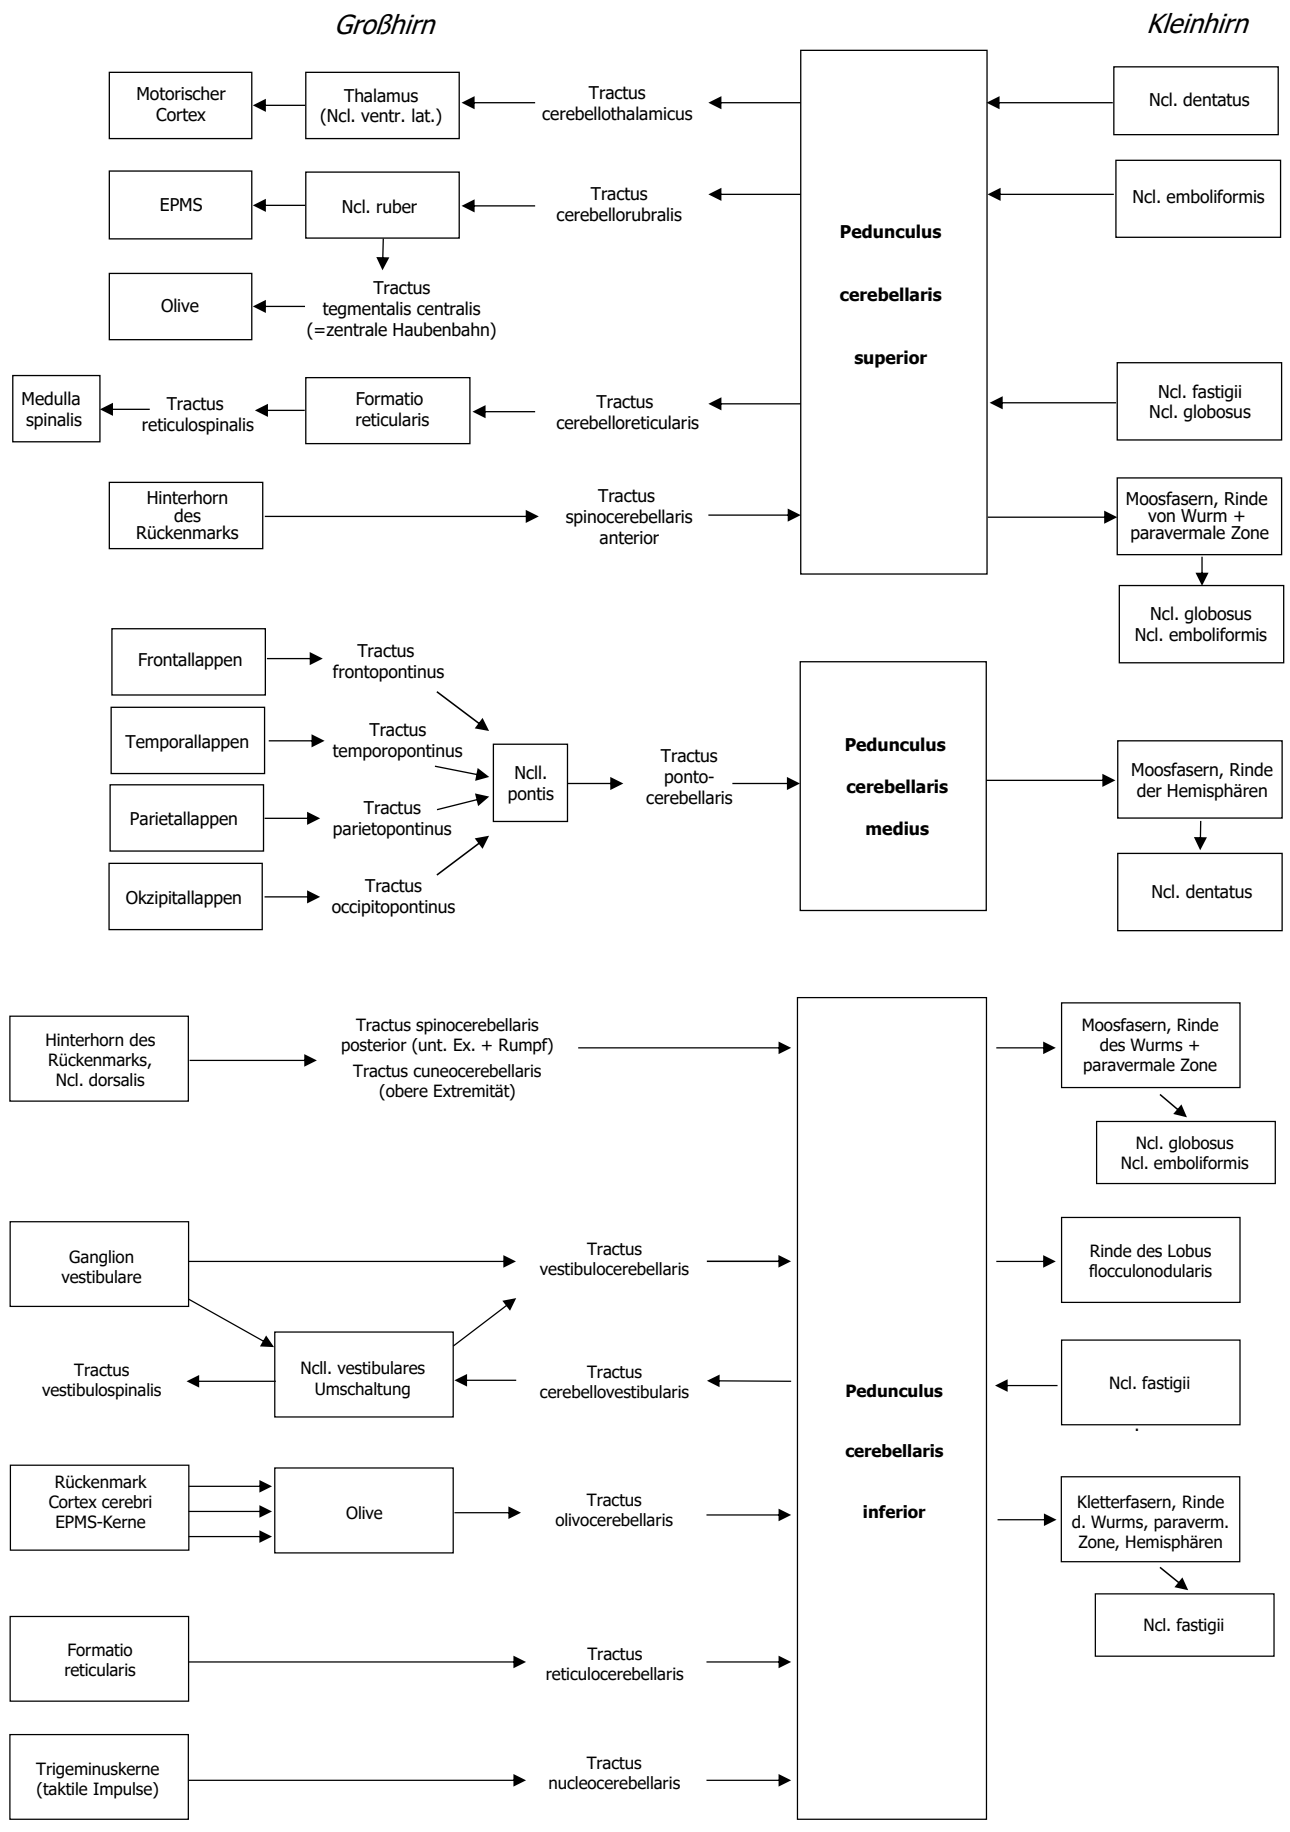 Großhirn
Kleinhirn
Motorischer
Cortex
Thalamus
(Ncl. ventr. lat.)
Tractus
cerebellothalamicus
Ncl. dentatus
EPMS
Ncl. ruber
Tractus
cerebellorubralis
Ncl. emboliformis
Pedunculus
cerebellaris
superior
Olive
Tractus
tegmentalis centralis
(=zentrale Haubenbahn)
Medulla
spinalis
Tractus
reticulospinalis
Formatio
reticularis
Tractus
cerebelloreticularis
Ncl. fastigii
Ncl. globosus
Hinterhorn
des
Rückenmarks
Tractus
spinocerebellaris
anterior
Moosfasern, Rinde
von Wurm +
paravermale Zone
Ncl. globosus
Ncl. emboliformis
Frontallappen
Tractus
frontopontinus
Temporallappen
Tractus
temporopontinus
Parietallappen
Tractus
parietopontinus
Okzipitallappen
Tractus
occipitopontinus
Ncll.
pontis
Tractus
ponto-
cerebellaris
Pedunculus
cerebellaris
medius
Moosfasern, Rinde
der Hemisphären
Ncl. dentatus
Hinterhorn des
Rückenmarks,
Ncl. dorsalis
Tractus spinocerebellaris
posterior (unt. Ex. + Rumpf)
Tractus cuneocerebellaris
(obere Extremität)
Moosfasern, Rinde
des Wurms +
paravermale Zone
Ncl. globosus
Ncl. emboliformis
Ganglion
vestibulare
Tractus
vestibulocerebellaris
Rinde des Lobus
flocculonodularis
Tractus
vestibulospinalis
Ncll. vestibulares
Umschaltung
Tractus
cerebellovestibularis
Pedunculus
cerebellaris
inferior
Ncl. fastigii
.
Rückenmark
Cortex cerebri
EPMS-Kerne
Olive
Tractus
olivocerebellaris
Kletterfasern, Rinde
d. Wurms, paraverm.
Zone, Hemisphären
Ncl. fastigii
Formatio
reticularis
Tractus
reticulocerebellaris
Trigeminuskerne
(taktile Impulse)
Tractus
nucleocerebellaris